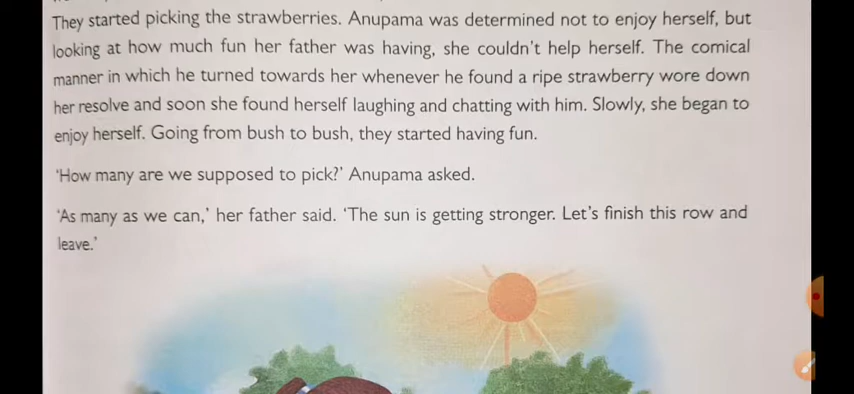 They started picking the strawberries. Anupama was determined not to enjoy herself, but
looking at how much fun her father was having, she couldn't help herself. The comical
manner in which he turned towards her whenever he found a ripe strawberry wore down
her resolve and soon she found herself laughing and chatting with him. Slowly, she began to
enjoy herself. Going from bush to bush, they started having fun.
'How many are we supposed to pick?' Anupama asked.
'As many as we can,' her father said. 'The sun is getting stronger. Let's finish this row and
leave.'